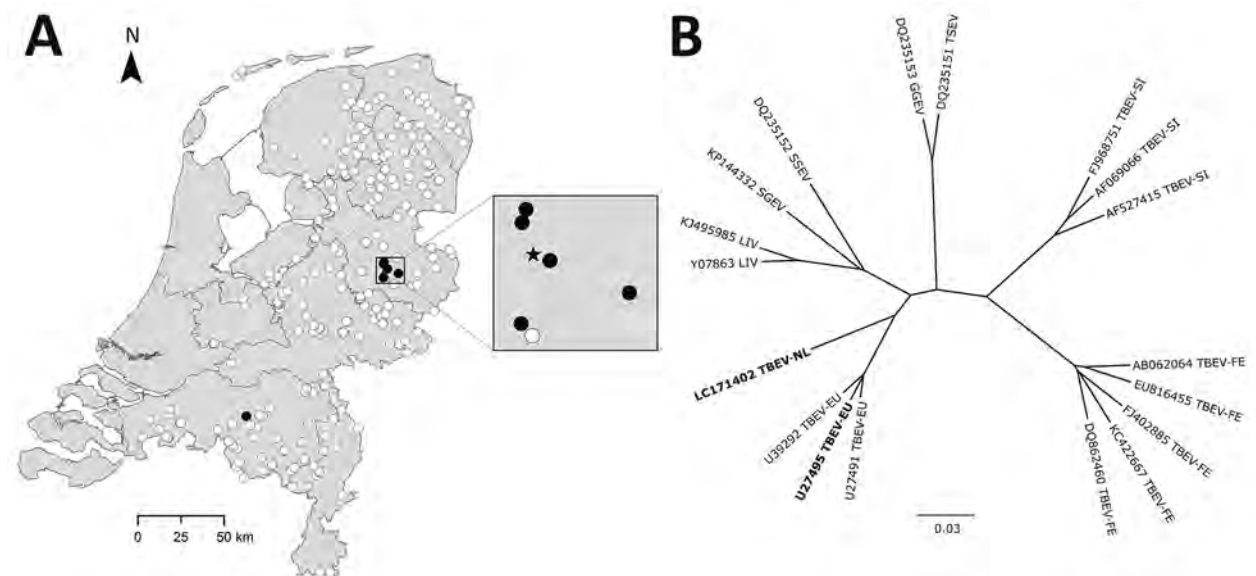 A
N
0 25 50 km
B
DQ235153 GGEV
DQ235151 TSEV
DQ235152 SSEV
KP144332 SGEV
KJ495985 LIV
Y07863 LIV
FJ968751 TBEV-SI
AF069066 TBEV-SI
AF527415 TBEV-SI
LC171402 TBEV-NL
U39292 TBEV-EU
U27495 TBEV-EU
U27491 TBEV-EU
AB062064 TBEV-FE
EU816455 TBEV-FE
FJ402885 TBEV-FE
KC422667 TBEV-FE
DQ862460 TBEV-FE
0.03